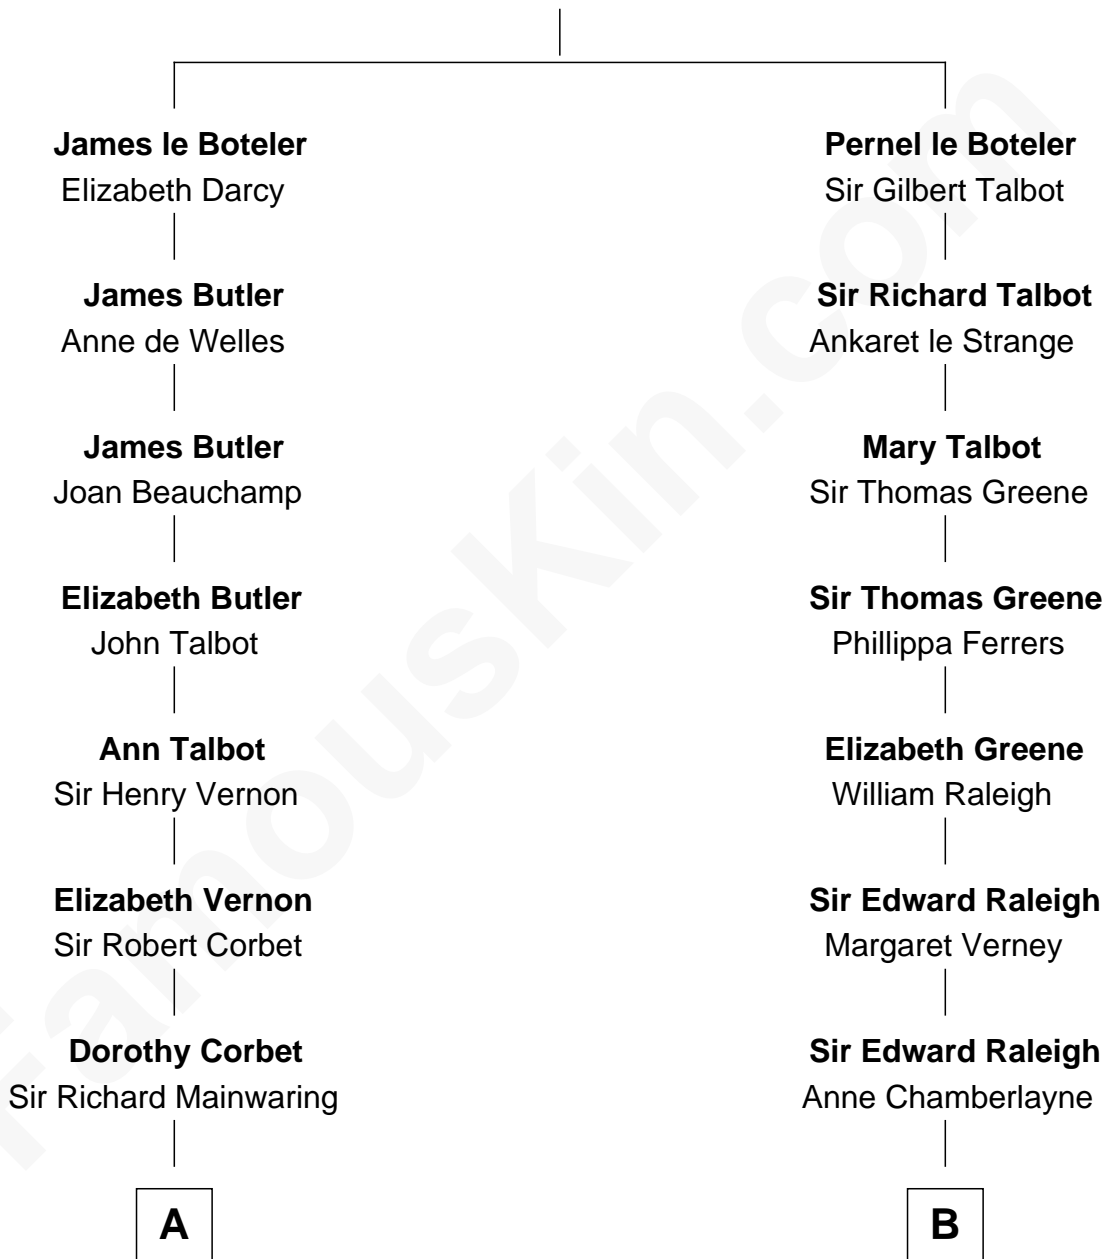 James le Boteler
Elizabeth Darcy
James Butler
Anne de Welles
James Butler
Joan Beauchamp
Elizabeth Butler
John Talbot
Ann Talbot
Sir Henry Vernon
Elizabeth Vernon
Sir Robert Corbet
Dorothy Corbet
Sir Richard Mainwaring
A
Pernel le Boteler
Sir Gilbert Talbot
Sir Richard Talbot
Ankaret le Strange
Mary Talbot
Sir Thomas Greene
Sir Thomas Greene
Phillippa Ferrers
Elizabeth Greene
William Raleigh
Sir Edward Raleigh
Margaret Verney
Sir Edward Raleigh
Anne Chamberlayne
B
FamousKin.com